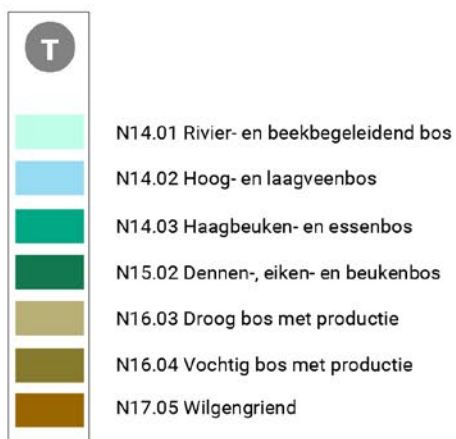 T
N14.01 Rivier- en beekbegeleidend bos
N14.02 Hoog- en laagveenbos
N14.03 Haagbeuken- en essenbos
N15.02 Dennen-, eiken- en beukenbos
N16.03 Droog bos met productie
N16.04 Vochtig bos met productie
N17.05 Wilgengriend